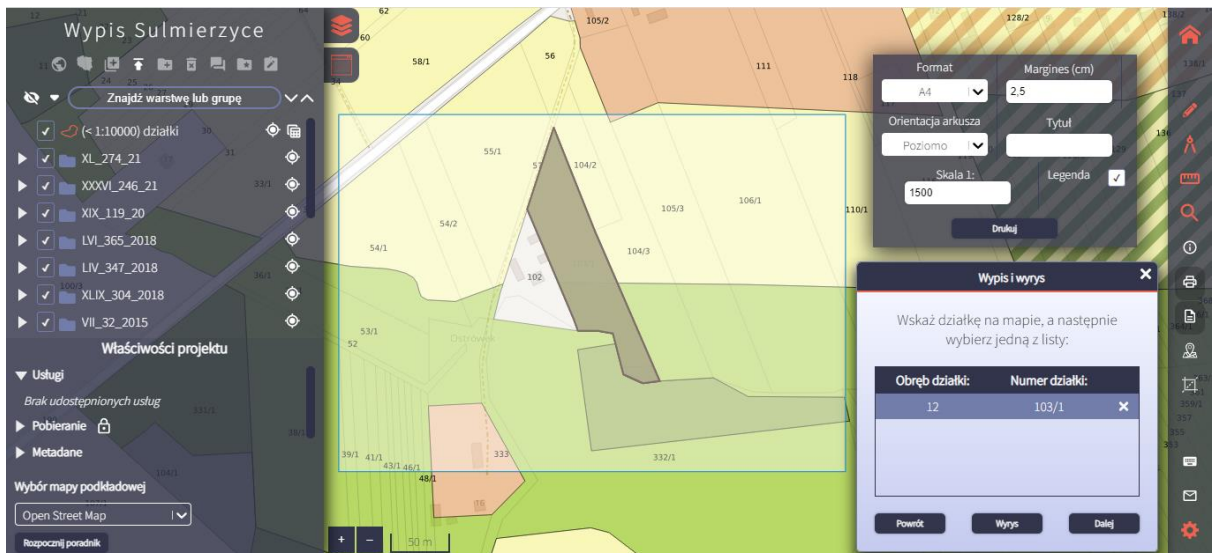 Wypis Sulmierzyce
Znajdź warstwę lub grupę
(< 1:10000) działki
XL_274_21
XXXVI_246_21
XIX_119_20
LVI_365_2018
LIV_347_2018
XLIX_304_2018
VII_32_2015
Właściwości projektu
Usługi
Brak udostępnionych usług
Pobieranie
Metadane
Wybór mapy podkładowej
Open Street Map
Rozpocznij poradnik
62
60
58/1
56
105/2
111
118
128/2
55/1
57
104/2
105/3
106/1
110/1
54/2
54/1
104/3
102
53/1
52
Ostrówek
39/1
41/1
43/1
46/1
48/1
333
332/1
+
−
50 m
Format
Margines (cm)
A4
2,5
Orientacja arkusza
Tytuł
Poziomo
Skala 1:
Legenda
1500
Drukuj
Wypis i wyrys
Wskaż działkę na mapie, a następnie
wybierz jedną z listy:
Obręb działki:
Numer działki:
12
103/1
Powrót
Wyrys
Dalej